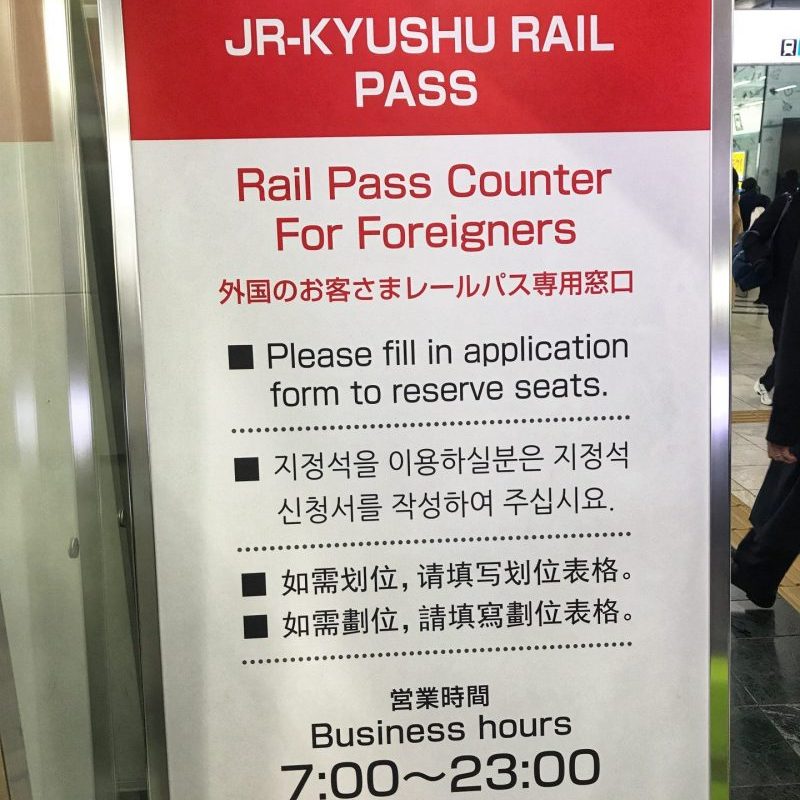 JR-KYUSHU RAIL
PASS
Rail Pass Counter
For Foreigners
外国のお客さまレールパス専用窓口
■ Please fill in application
form to reserve seats.
■ 지정석을 이용하실분은 지정석
신청서를 작성하여 주십시요.
■ 如需划位，请填写划位表格。
■ 如需劃位，請填寫劃位表格。
営業時間
Business hours
7:00～23:00